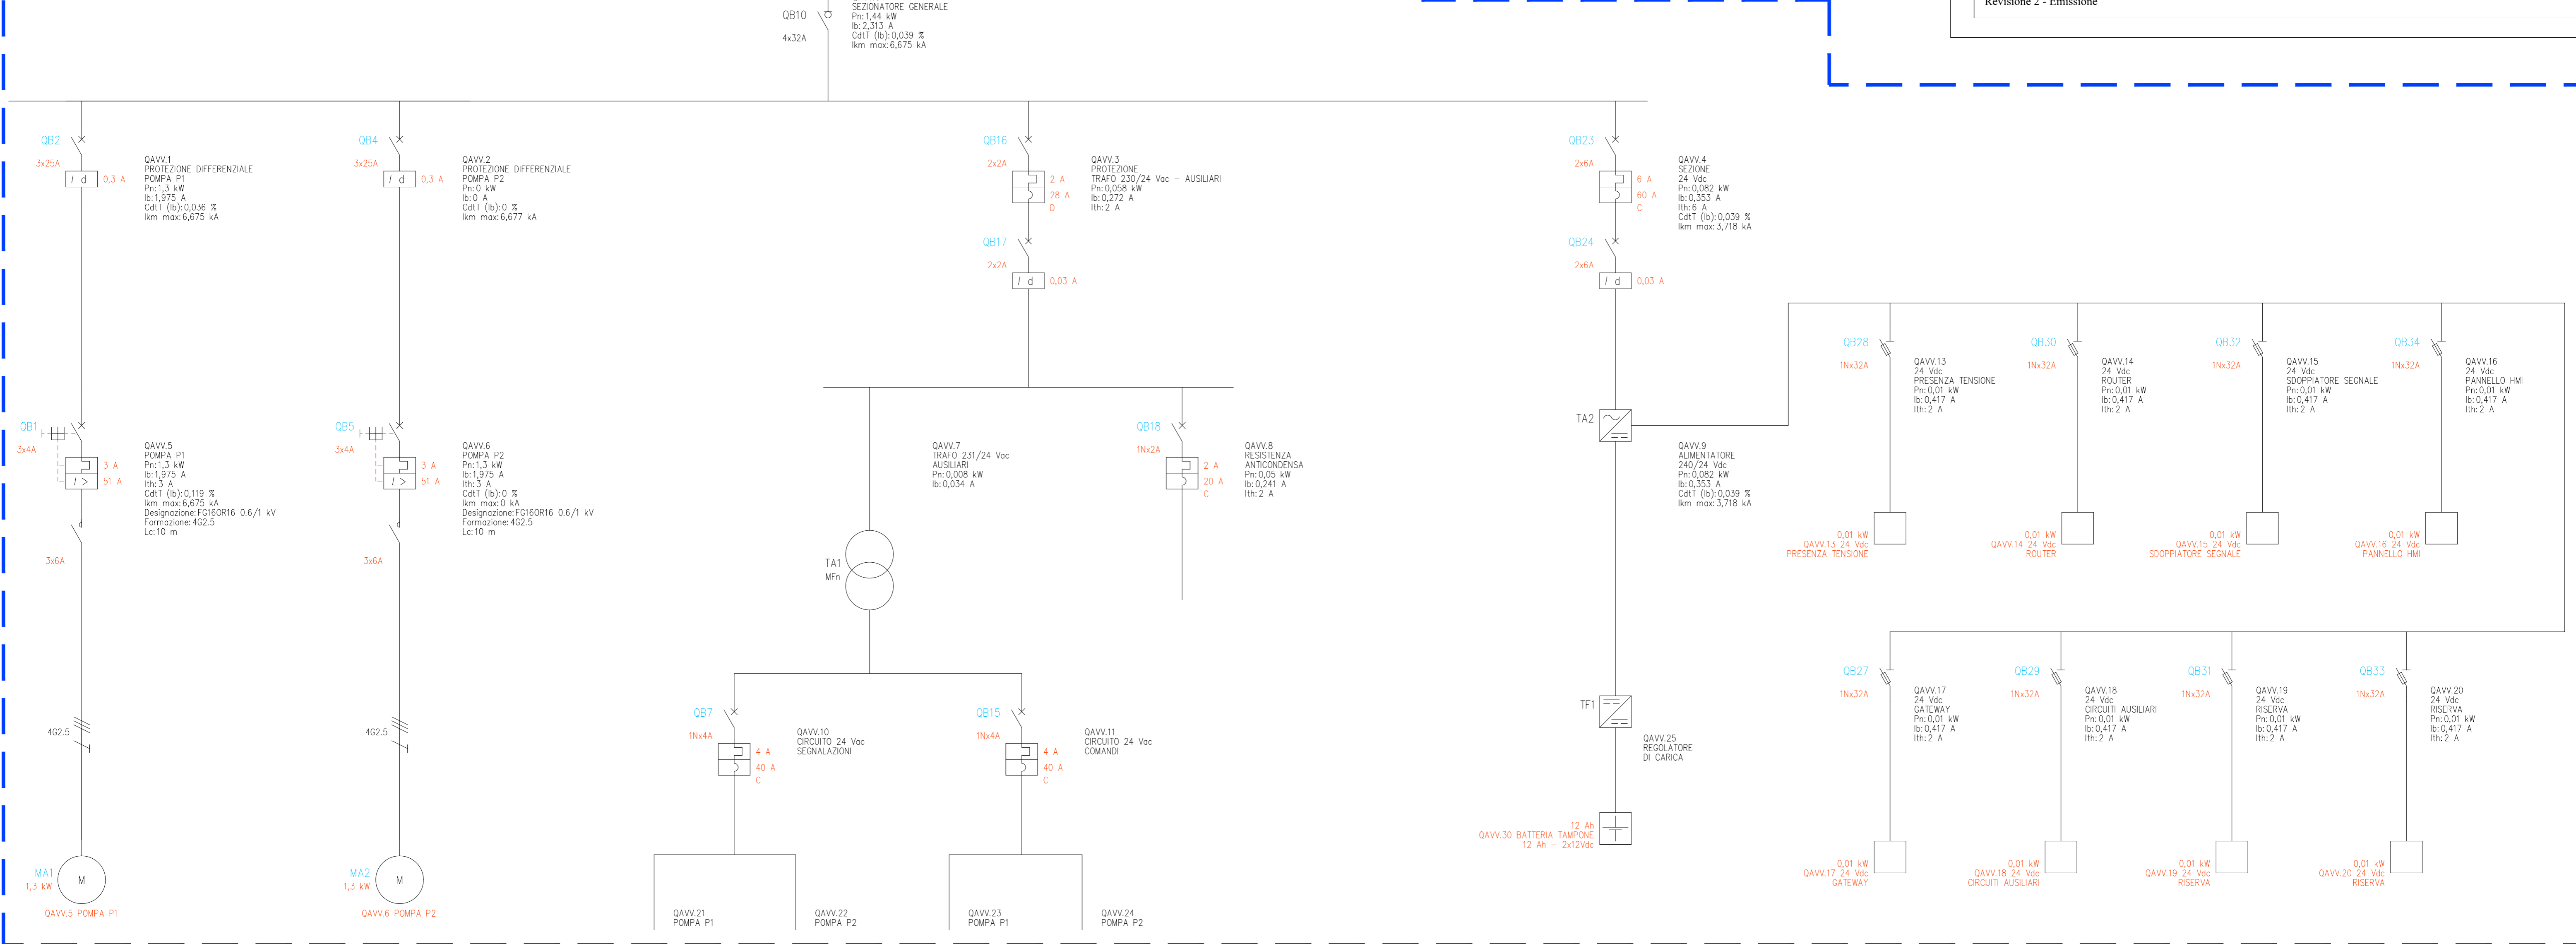 Revisione 2 - Emissione
QB10
4x32A
SEZIONATORE GENERALE
Pn: 1,44 kW
Ib: 2,313 A
CdtT (Ib): 0,039 %
Ikm max: 6,675 kA
QB2
3x25A
I d
0,3 A
QAVV.1
PROTEZIONE DIFFERENZIALE
POMPA P1
Pn: 1,3 kW
Ib: 1,975 A
CdtT (Ib): 0,036 %
Ikm max: 6,675 kA
QB4
3x25A
I d
0,3 A
QAVV.2
PROTEZIONE DIFFERENZIALE
POMPA P2
Pn: 0 kW
Ib: 0 A
CdtT (Ib): 0 %
Ikm max: 6,677 kA
QB16
2x2A
2 A
28 A
D
QAVV.3
PROTEZIONE
TRAFO 230/24 Vac - AUSILIARI
Pn: 0,058 kW
Ib: 0,272 A
Ith: 2 A
QB17
2x2A
I d
0,03 A
QB23
2x6A
6 A
60 A
C
QAVV.4
SEZIONE
24 Vdc
Pn: 0,082 kW
Ib: 0,353 A
Ith: 6 A
CdtT (Ib): 0,039 %
Ikm max: 3,718 kA
QB24
2x6A
I d
0,03 A
QB28
1Nx32A
QAVV.13
24 Vdc
PRESENZA TENSIONE
Pn: 0,01 kW
Ib: 0,417 A
Ith: 2 A
QB30
1Nx32A
QAVV.14
24 Vdc
ROUTER
Pn: 0,01 kW
Ib: 0,417 A
Ith: 2 A
QB32
1Nx32A
QAVV.15
24 Vdc
SDOPPIATORE SEGNALE
Pn: 0,01 kW
Ib: 0,417 A
Ith: 2 A
QB34
1Nx32A
QAVV.16
24 Vdc
PANNELLO HMI
Pn: 0,01 kW
Ib: 0,417 A
Ith: 2 A
QB1
3x4A
3 A
I >
51 A
3x6A
QAVV.5
POMPA P1
Pn: 1,3 kW
Ib: 1,975 A
Ith: 3 A
CdtT (Ib): 0,119 %
Ikm max: 6,675 kA
Designazione: FG16OR16 0.6/1 kV
Formazione: 4G2.5
Lc: 10 m
QB5
3x4A
3 A
I >
51 A
3x6A
QAVV.6
POMPA P2
Pn: 1,3 kW
Ib: 1,975 A
Ith: 3 A
CdtT (Ib): 0 %
Ikm max: 0 kA
Designazione: FG16OR16 0.6/1 kV
Formazione: 4G2.5
Lc: 10 m
QAVV.7
TRAFO 231/24 Vac
AUSILIARI
Pn: 0,008 kW
Ib: 0,034 A
QB18
1Nx2A
2 A
20 A
C
QAVV.8
RESISTENZA
ANTICONDENSA
Pn: 0,05 kW
Ib: 0,241 A
Ith: 2 A
TA2
QAVV.9
ALIMENTATORE
240/24 Vdc
Pn: 0,082 kW
Ib: 0,353 A
CdtT (Ib): 0,039 %
Ikm max: 3,718 kA
0,01 kW
QAVV.13 24 Vdc
PRESENZA TENSIONE
0,01 kW
QAVV.14 24 Vdc
ROUTER
0,01 kW
QAVV.15 24 Vdc
SDOPPIATORE SEGNALE
0,01 kW
QAVV.16 24 Vdc
PANNELLO HMI
TA1
MFn
4G2.5
4G2.5
QB7
1Nx4A
4 A
40 A
C
QAVV.10
CIRCUITO 24 Vac
SEGNALAZIONI
QB15
1Nx4A
4 A
40 A
C
QAVV.11
CIRCUITO 24 Vac
COMANDI
TF1
QAVV.25
REGOLATORE
DI CARICA
QB27
1Nx32A
QAVV.17
24 Vdc
GATEWAY
Pn: 0,01 kW
Ib: 0,417 A
Ith: 2 A
QB29
1Nx32A
QAVV.18
24 Vdc
CIRCUITI AUSILIARI
Pn: 0,01 kW
Ib: 0,417 A
Ith: 2 A
QB31
1Nx32A
QAVV.19
24 Vdc
RISERVA
Pn: 0,01 kW
Ib: 0,417 A
Ith: 2 A
QB33
1Nx32A
QAVV.20
24 Vdc
RISERVA
Pn: 0,01 kW
Ib: 0,417 A
Ith: 2 A
MA1
1,3 kW
M
QAVV.5 POMPA P1
MA2
1,3 kW
M
QAVV.6 POMPA P2
QAVV.21
POMPA P1
QAVV.22
POMPA P2
QAVV.23
POMPA P1
QAVV.24
POMPA P2
12 Ah
QAVV.30 BATTERIA TAMPONE
12 Ah - 2x12Vdc
0,01 kW
QAVV.17 24 Vdc
GATEWAY
0,01 kW
QAVV.18 24 Vdc
CIRCUITI AUSILIARI
0,01 kW
QAVV.19 24 Vdc
RISERVA
0,01 kW
QAVV.20 24 Vdc
RISERVA